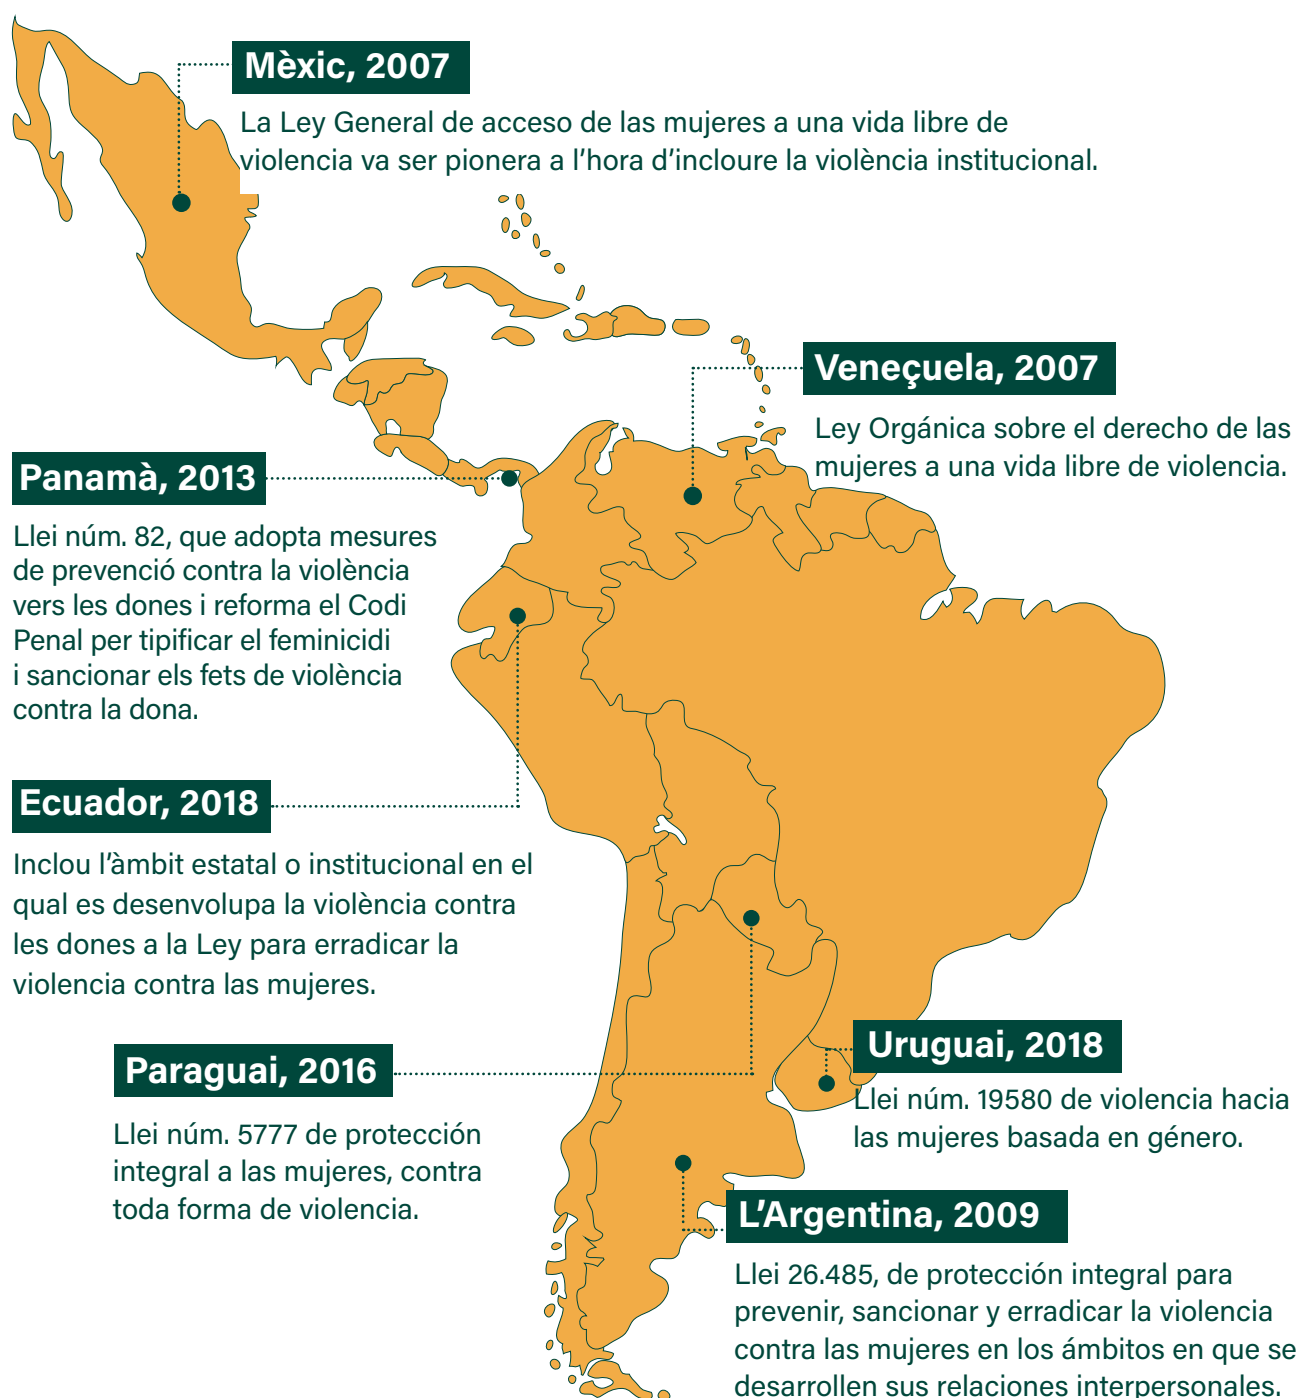 Mèxic, 2007
La Ley General de acceso de las mujeres a una vida libre de
violencia va ser pionera a l’hora d’incloure la violència institucional.
Veneçuela, 2007
Ley Orgánica sobre el derecho de las
mujeres a una vida libre de violencia.
Panamà, 2013
Llei núm. 82, que adopta mesures
de prevenció contra la violència
vers les dones i reforma el Codi
Penal per tipificar el feminicidi
i sancionar els fets de violència
contra la dona.
Ecuador, 2018
Inclou l’àmbit estatal o institucional en el
qual es desenvolupa la violència contra
les dones a la Ley para erradicar la
violencia contra las mujeres.
Paraguai, 2016
Llei núm. 5777 de protección
integral a las mujeres, contra
toda forma de violencia.
Uruguai, 2018
Llei núm. 19580 de violencia hacia
las mujeres basada en género.
L’Argentina, 2009
Llei 26.485, de protección integral para
prevenir, sancionar y erradicar la violencia
contra las mujeres en los ámbitos en que se
desarrollen sus relaciones interpersonales.